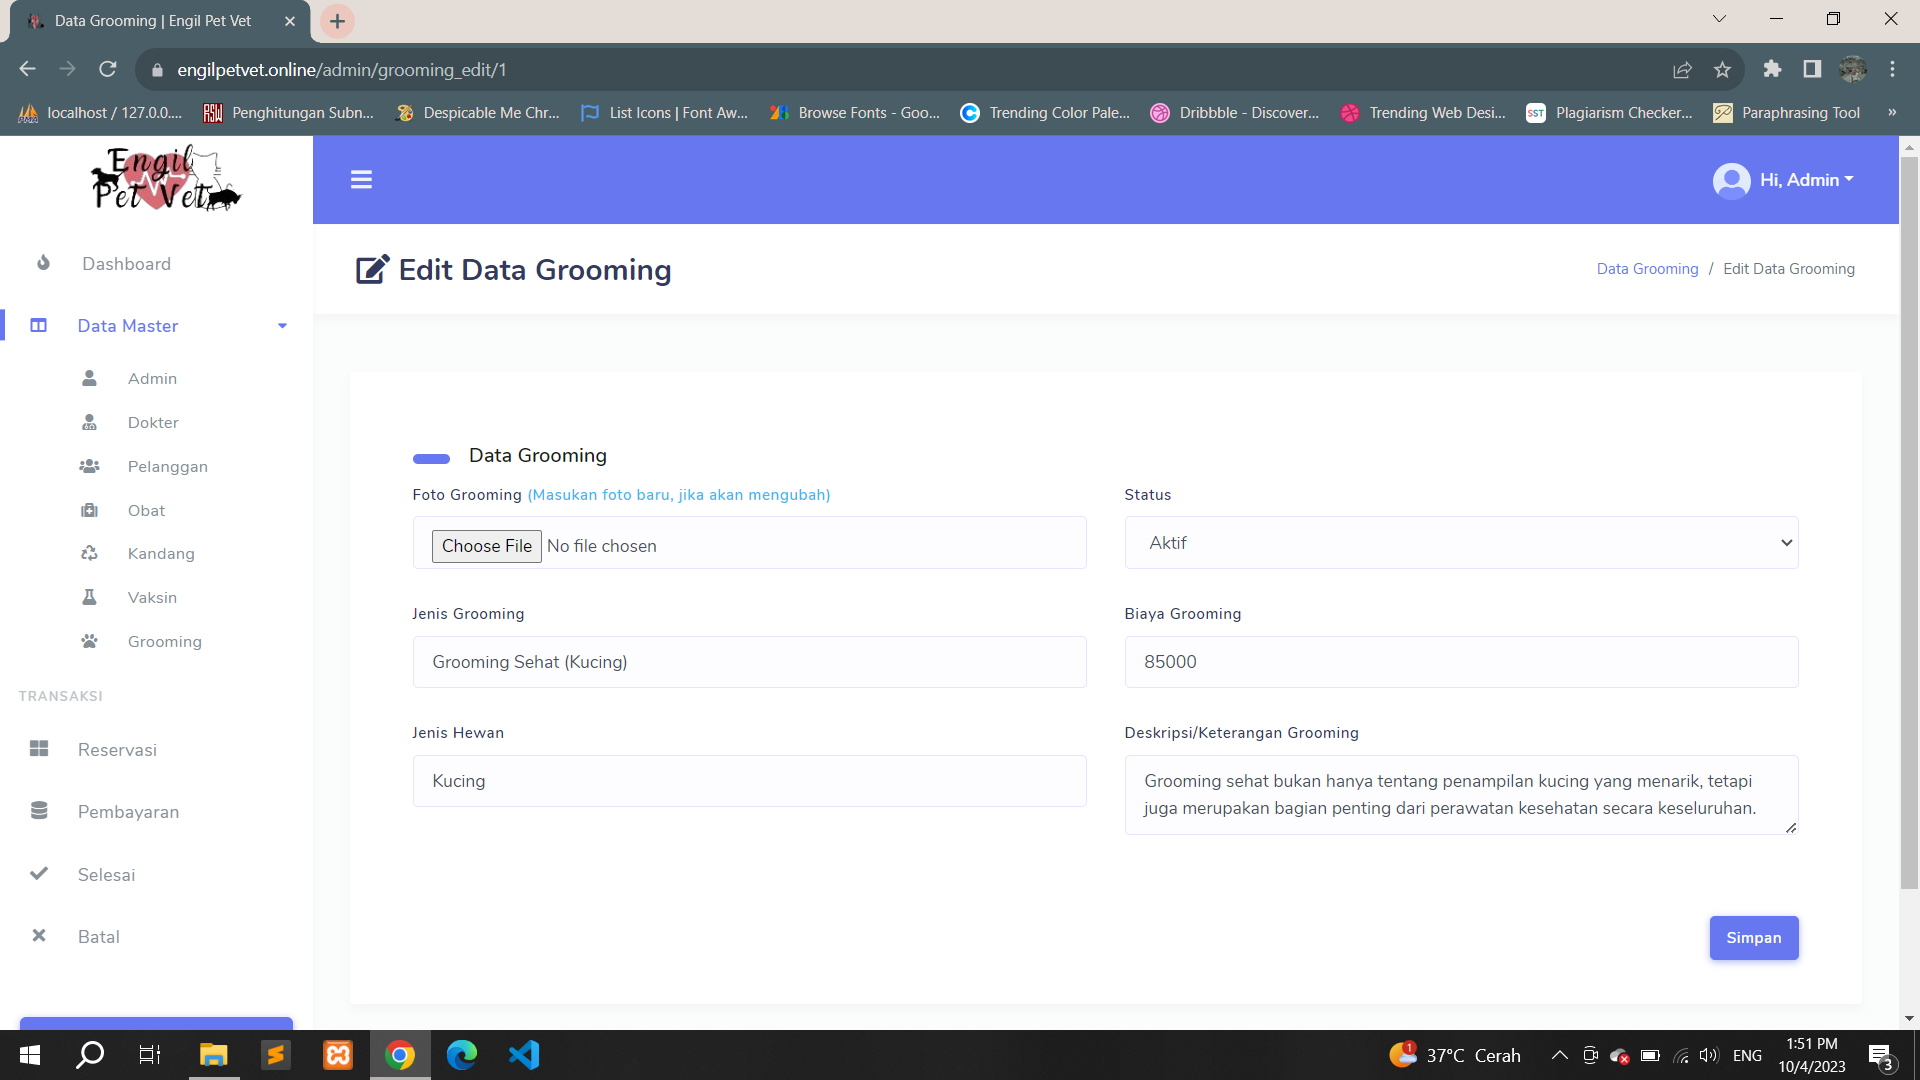 Data Grooming | Engil Pet Vet
engilpetvet.online/admin/grooming_edit/1
localhost / 127.0.0....
RSW Penghitungan Subn...
Despicable Me Chr...
List Icons | Font Aw...
Browse Fonts - Goo...
Trending Color Pale...
Dribbble - Discover...
Trending Web Desi...
SST Plagiarism Checker...
Paraphrasing Tool
»
Engil
Pet Vet
Hi, Admin
Dashboard
Data Master
Admin
Dokter
Pelanggan
Obat
Kandang
Vaksin
Grooming
TRANSAKSI
Reservasi
Pembayaran
Selesai
Batal
Edit Data Grooming
Data Grooming / Edit Data Grooming
Data Grooming
Foto Grooming (Masukan foto baru, jika akan mengubah)
Choose File No file chosen
Status
Aktif
Jenis Grooming
Grooming Sehat (Kucing)
Biaya Grooming
85000
Jenis Hewan
Kucing
Deskripsi/Keterangan Grooming
Grooming sehat bukan hanya tentang penampilan kucing yang menarik, tetapi
juga merupakan bagian penting dari perawatan kesehatan secara keseluruhan.
Simpan
1
37°C Cerah
ENG
1:51 PM
10/4/2023
3